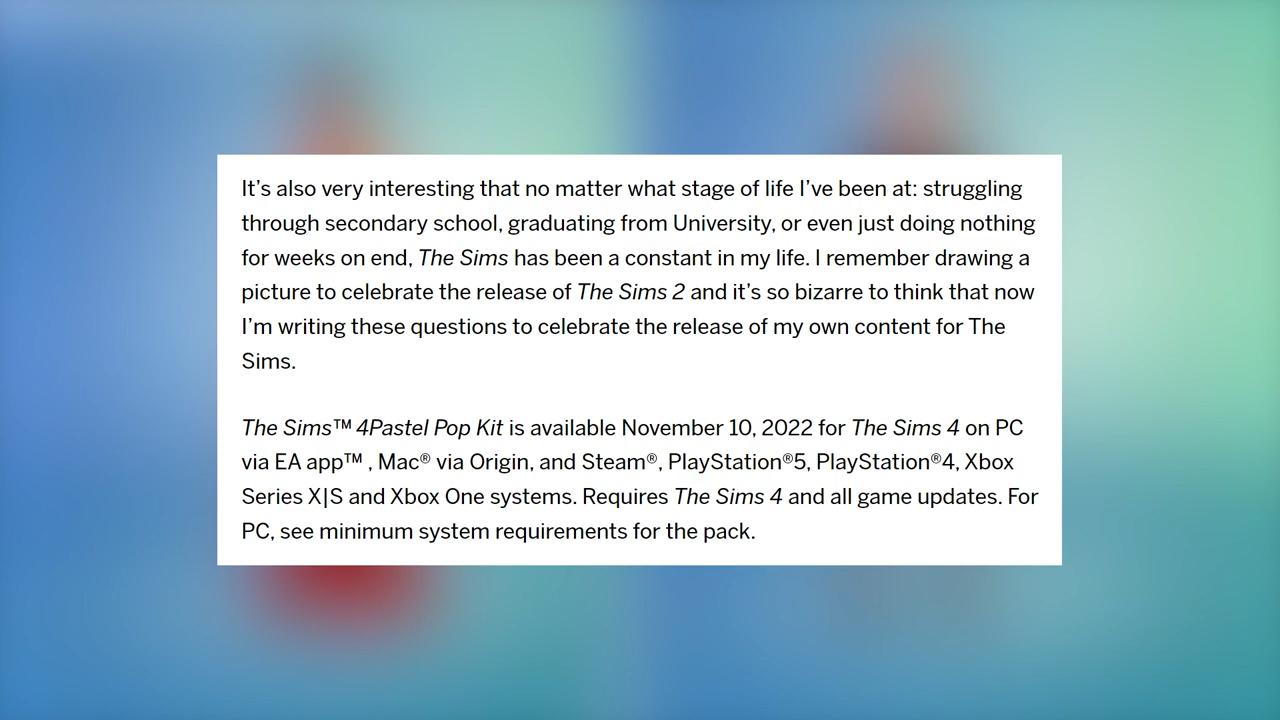 It’s also very interesting that no matter what stage of life I’ve been at: struggling
through secondary school, graduating from University, or even just doing nothing
for weeks on end, The Sims has been a constant in my life. I remember drawing a
picture to celebrate the release of The Sims 2 and it’s so bizarre to think that now
I’m writing these questions to celebrate the release of my own content for The
Sims.
The Sims™ 4Pastel Pop Kit is available November 10, 2022 for The Sims 4 on PC
via EA app™ , Mac® via Origin, and Steam®, PlayStation®5, PlayStation®4, Xbox
Series X|S and Xbox One systems. Requires The Sims 4 and all game updates. For
PC, see minimum system requirements for the pack.